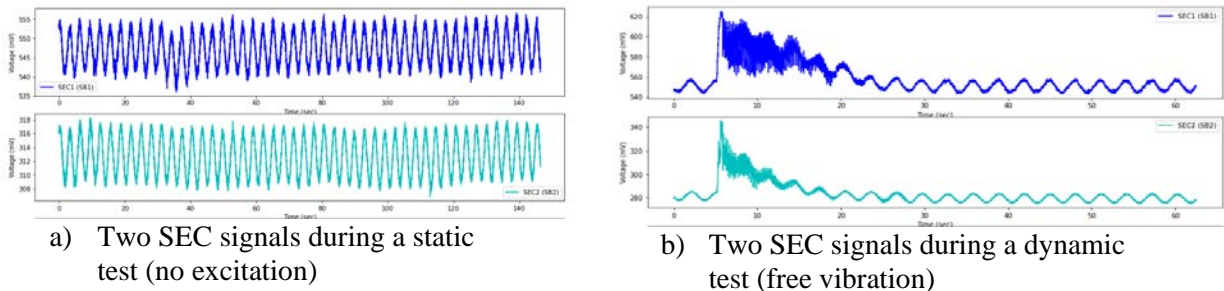 555
550
545
540
535
Voltage (mV)
SEC1 (SB1)
0 20 40 60 80 100 120 140
Time (sec)
318
316
314
312
310
308
Voltage (mV)
SEC2 (SB2)
0 20 40 60 80 100 120 140
Time (sec)
a) Two SEC signals during a static
test (no excitation)
620
600
580
560
540
Voltage (mV)
SEC1 (SB1)
0 10 20 30 40 50 60
Time (sec)
340
320
300
280
Voltage (mV)
SEC2 (SB2)
0 10 20 30 40 50 60
Time (sec)
b) Two SEC signals during a dynamic
test (free vibration)